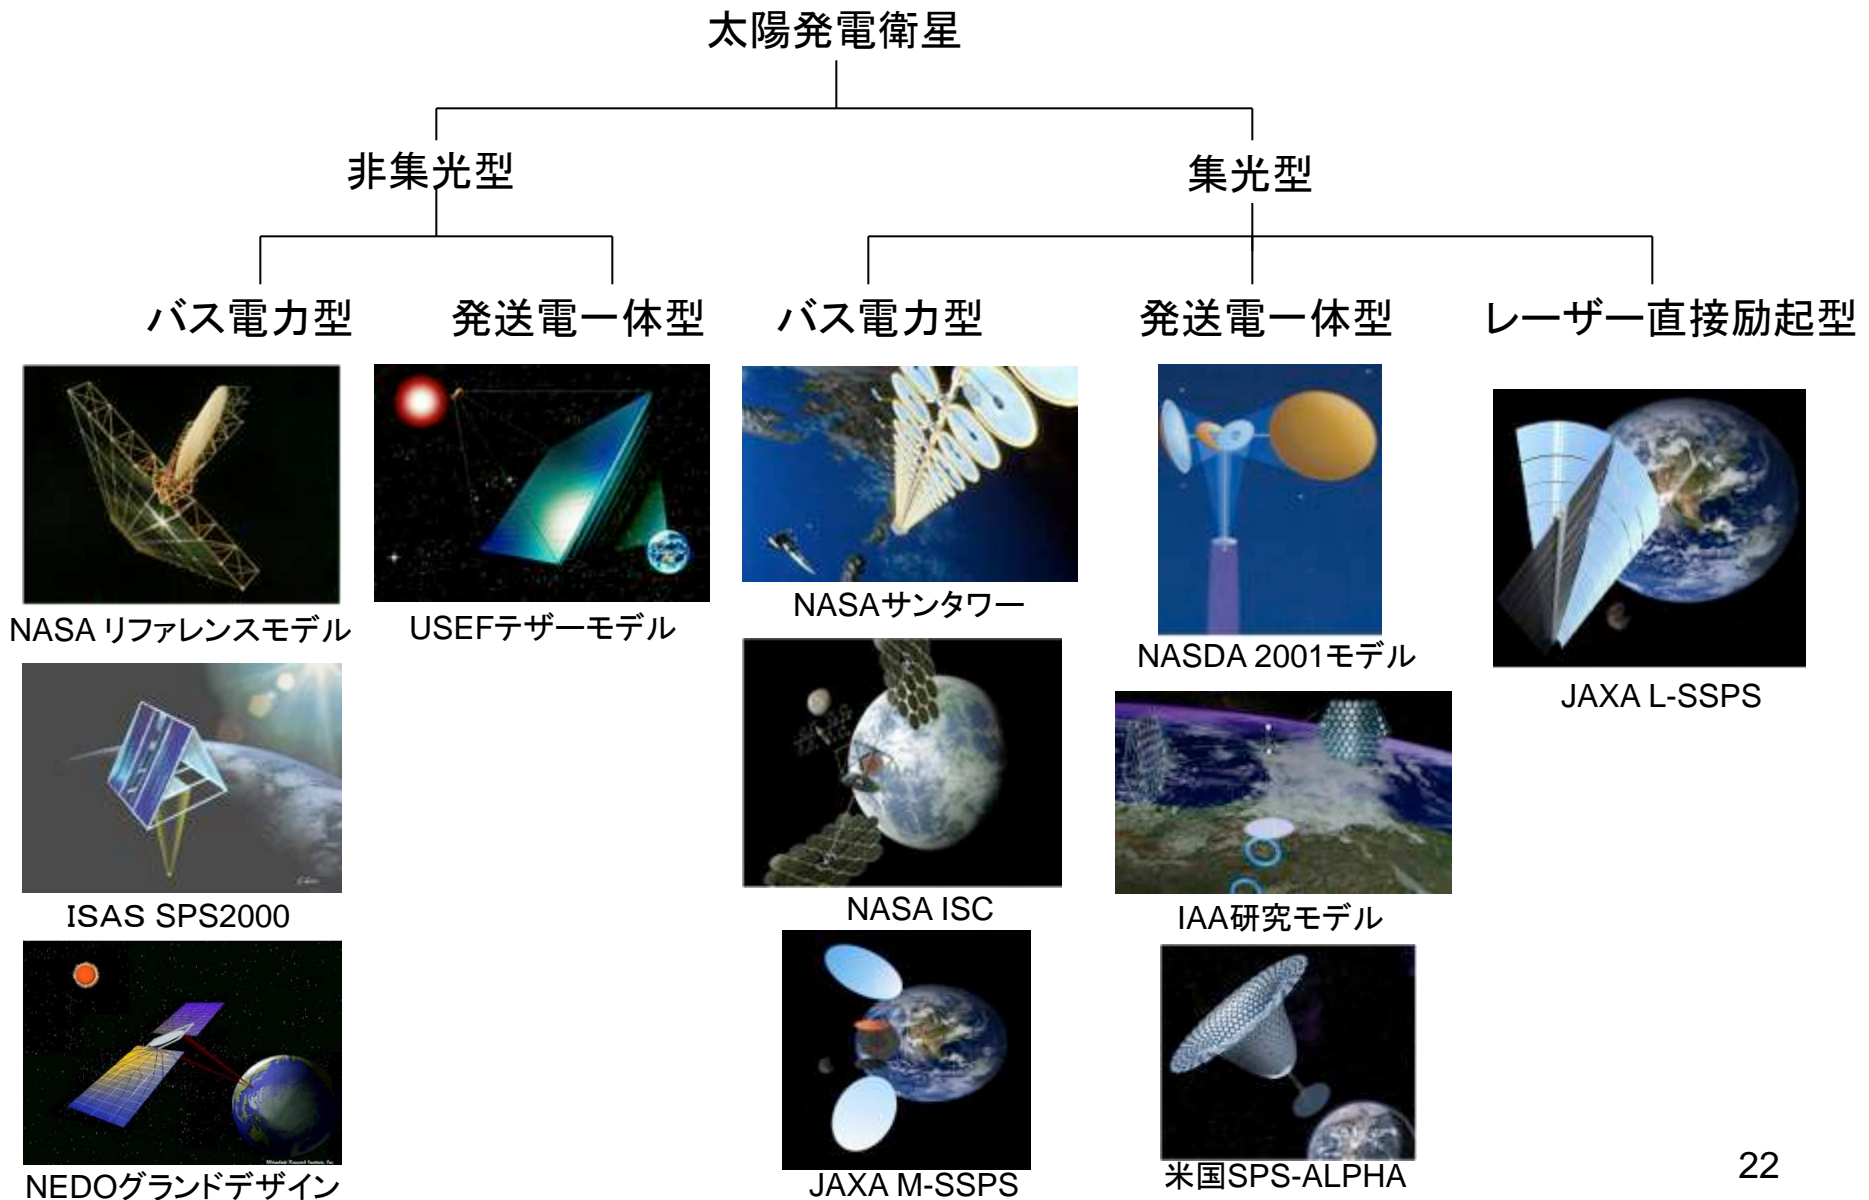 太陽発電衛星
非集光型
集光型
バス電力型
発送電一体型
バス電力型
発送電一体型
レーザー直接励起型
NASA リファレンスモデル
USEFテザーモデル
NASAサンタワー
NASDA 2001モデル
JAXA L-SSPS
ISAS SPS2000
NASA ISC
IAA研究モデル
NEDOグランドデザイン
JAXA M-SSPS
米国SPS-ALPHA
22